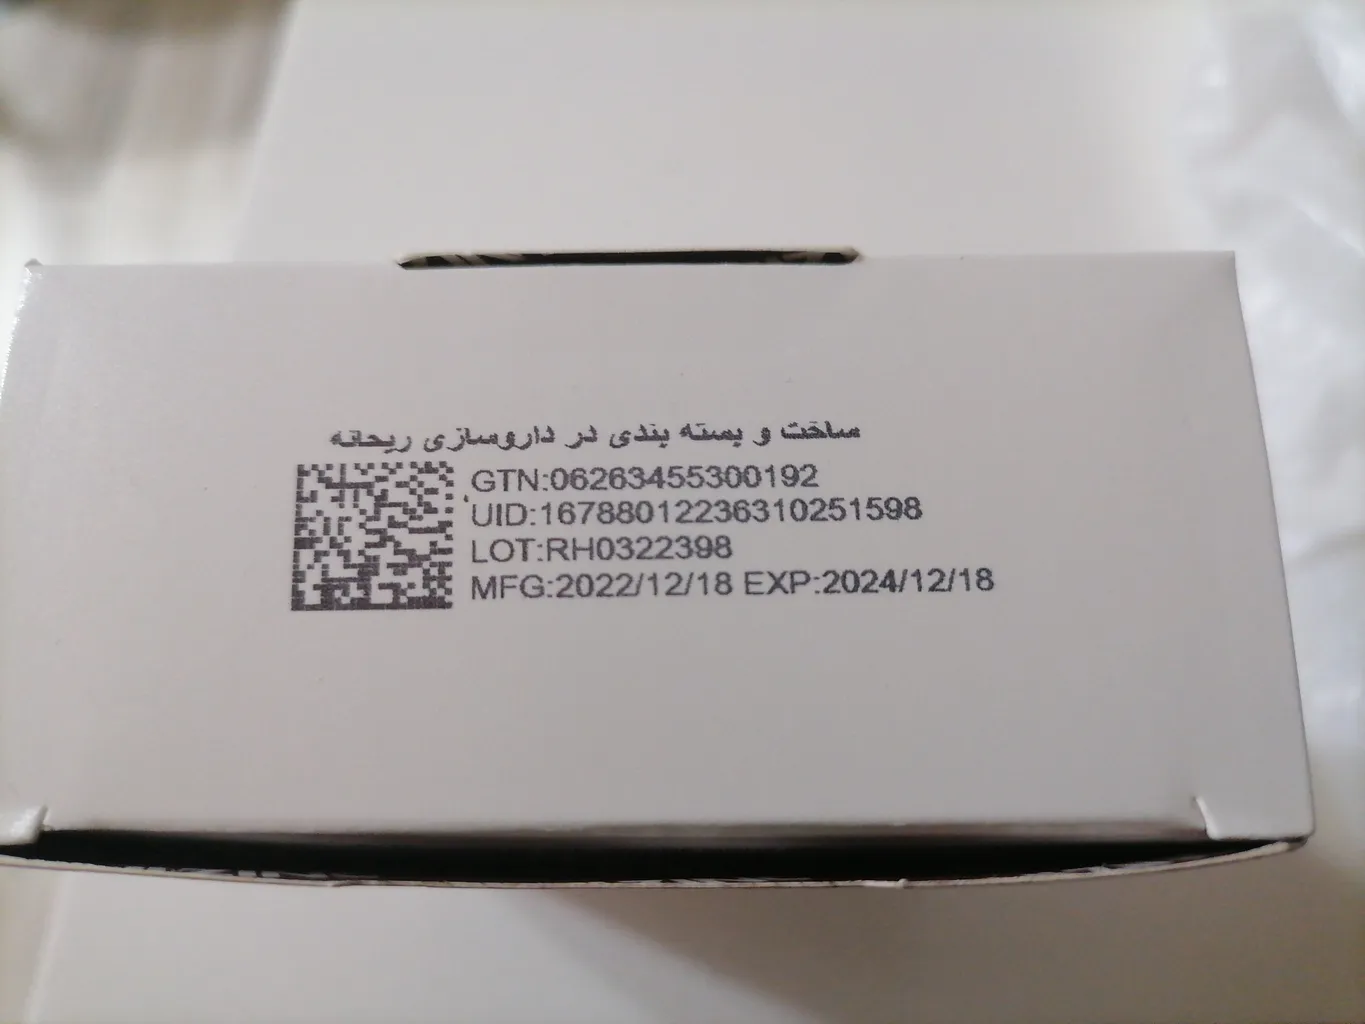 ساخت و بسته بندی در داروسازی ریحانه
GTN:06263455300192
UID:16788012236310251598
LOT:RH0322398
MFG:2022/12/18 EXP:2024/12/18